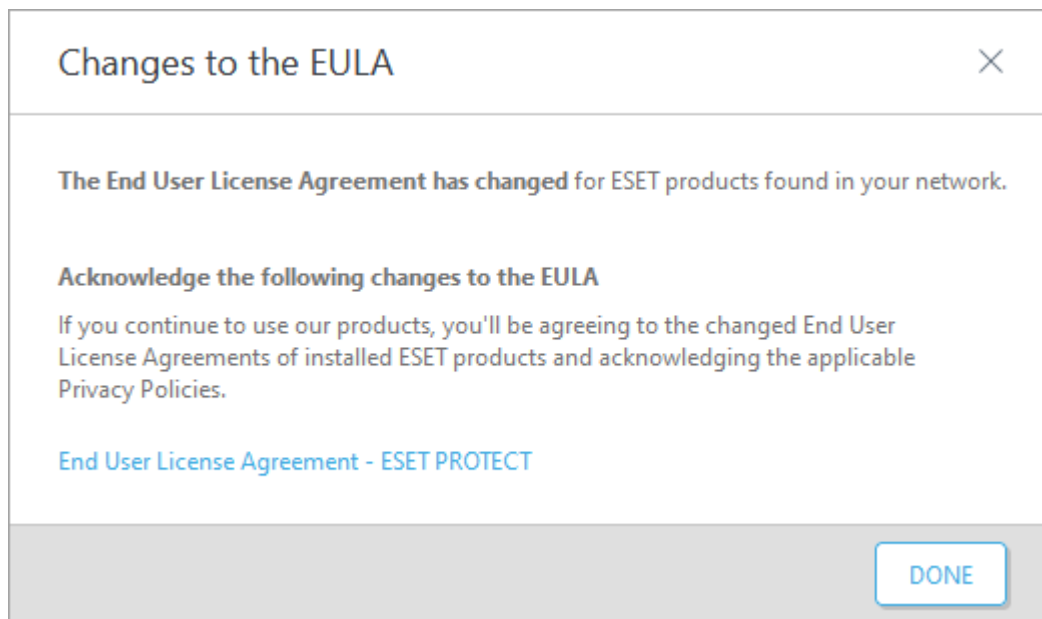 Changes to the EULA
The End User License Agreement has changed for ESET products found in your network.
Acknowledge the following changes to the EULA
If you continue to use our products, you'll be agreeing to the changed End User
License Agreements of installed ESET products and acknowledging the applicable
Privacy Policies.
End User License Agreement - ESET PROTECT
DONE